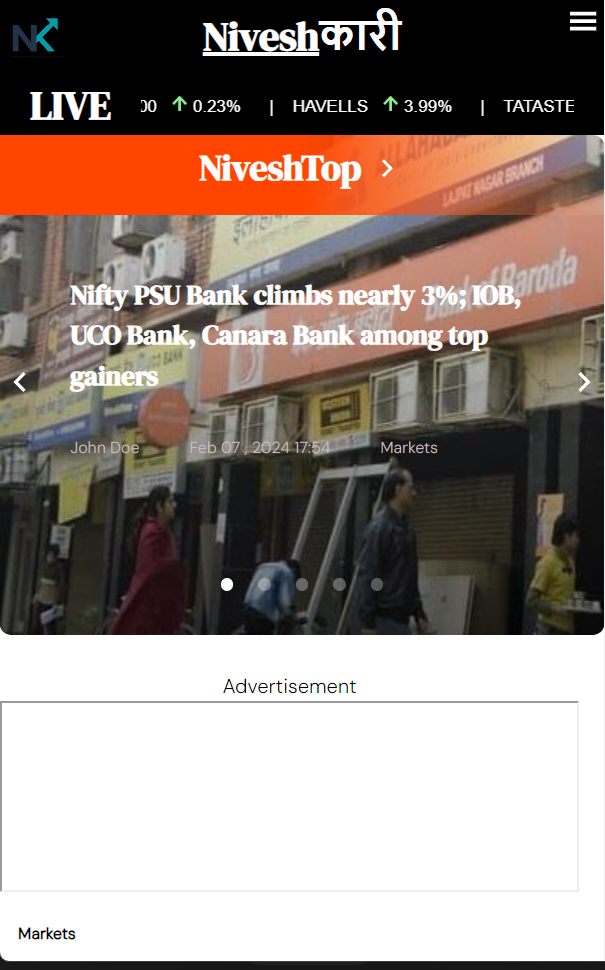 NK
Niveshकारी
LIVE
00 0.23% | HAVELLS 3.99% | TATASTE
ALLAHABAD
LAJPAT NAGAR BRANCH
NiveshTop
Bank of Baroda
Nifty PSU Bank climbs nearly 3%; IOB,
UCO Bank, Canara Bank among top
gainers
John Doe Feb 07 , 2024 17:54 Markets
Advertisement
Markets